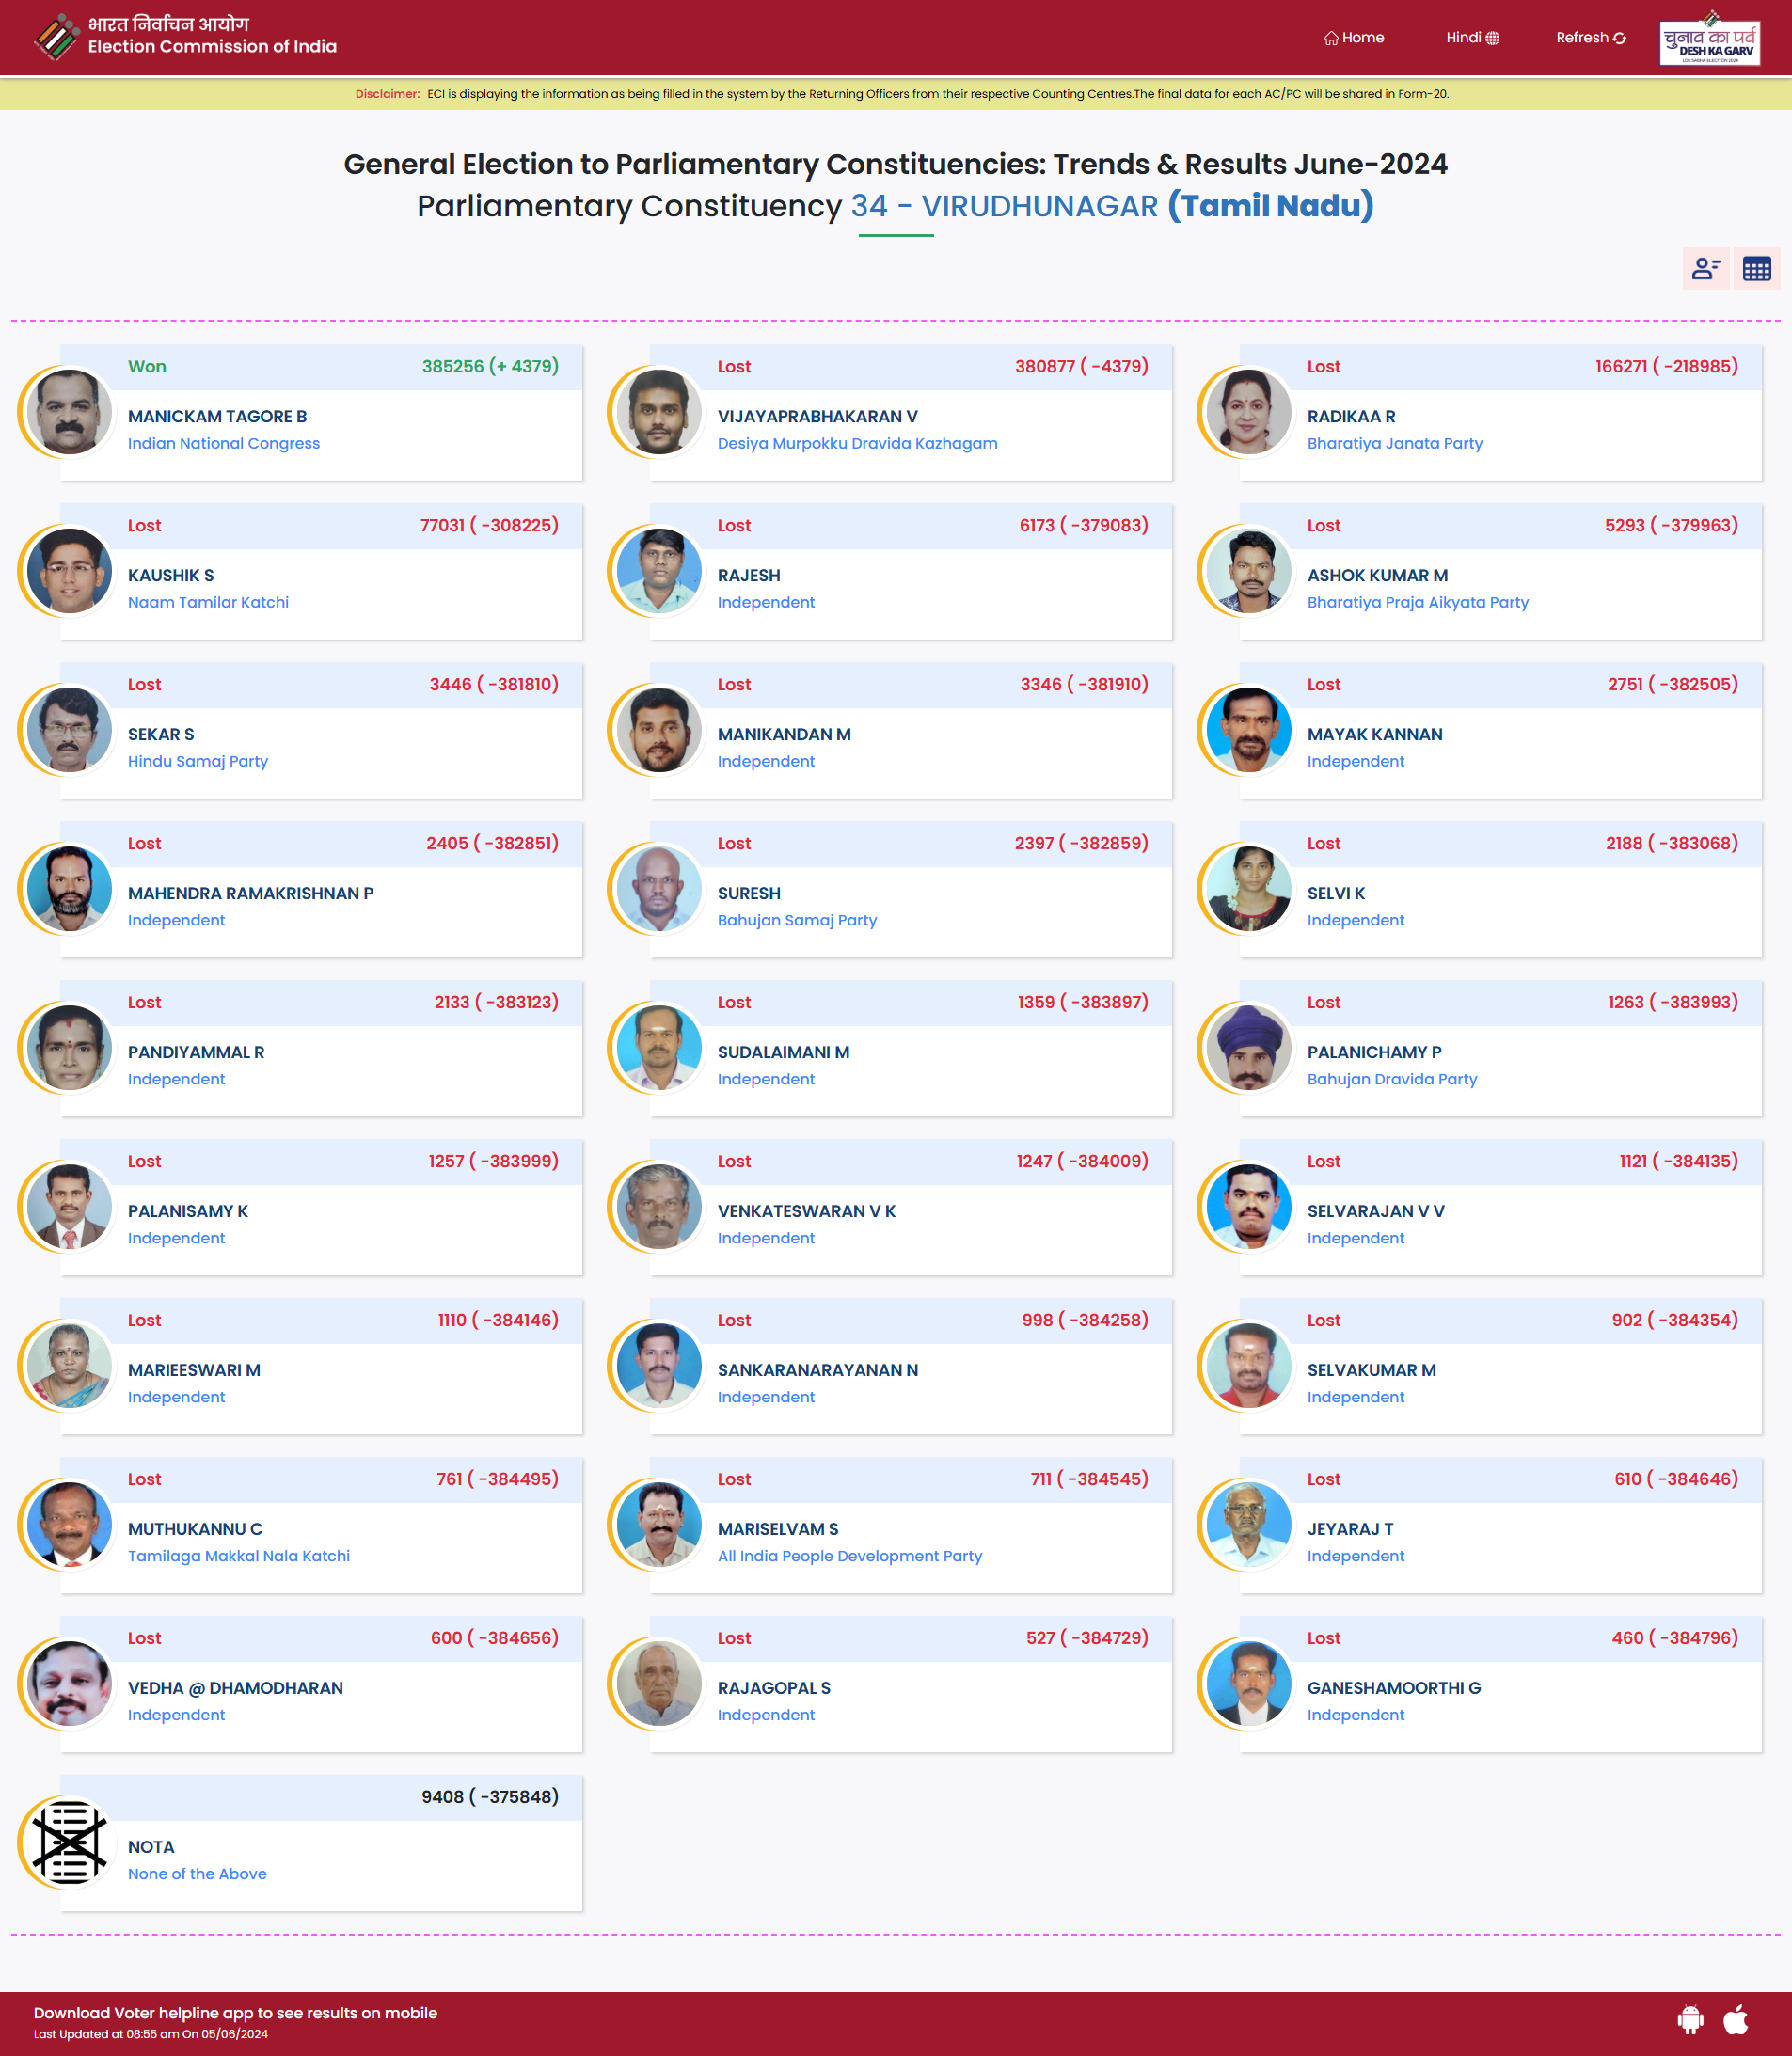 भारत निर्वाचन आयोग
Election Commission of India
Home
Hindi
Refresh
चुनाव का पर्व
DESH KA GARV
LOK SABHA ELECTION 2024
Disclaimer: ECI is displaying the information as being filled in the system by the Returning Officers from their respective Counting Centres.The final data for each AC/PC will be shared in Form-20.
General Election to Parliamentary Constituencies: Trends & Results June-2024
Parliamentary Constituency 34 - VIRUDHUNAGAR (Tamil Nadu)
Won 385256 (+ 4379)
MANICKAM TAGORE B
Indian National Congress
Lost 380877 ( -4379)
VIJAYAPRABHAKARAN V
Desiya Murpokku Dravida Kazhagam
Lost 166271 ( -218985)
RADIKAA R
Bharatiya Janata Party
Lost 77031 ( -308225)
KAUSHIK S
Naam Tamilar Katchi
Lost 6173 ( -379083)
RAJESH
Independent
Lost 5293 ( -379963)
ASHOK KUMAR M
Bharatiya Praja Aikyata Party
Lost 3446 ( -381810)
SEKAR S
Hindu Samaj Party
Lost 3346 ( -381910)
MANIKANDAN M
Independent
Lost 2751 ( -382505)
MAYAK KANNAN
Independent
Lost 2405 ( -382851)
MAHENDRA RAMAKRISHNAN P
Independent
Lost 2397 ( -382859)
SURESH
Bahujan Samaj Party
Lost 2188 ( -383068)
SELVI K
Independent
Lost 2133 ( -383123)
PANDIYAMMAL R
Independent
Lost 1359 ( -383897)
SUDALAIMANI M
Independent
Lost 1263 ( -383993)
PALANICHAMY P
Bahujan Dravida Party
Lost 1257 ( -383999)
PALANISAMY K
Independent
Lost 1247 ( -384009)
VENKATESWARAN V K
Independent
Lost 1121 ( -384135)
SELVARAJAN V V
Independent
Lost 1110 ( -384146)
MARIEESWARI M
Independent
Lost 998 ( -384258)
SANKARANARAYANAN N
Independent
Lost 902 ( -384354)
SELVAKUMAR M
Independent
Lost 761 ( -384495)
MUTHUKANNU C
Tamilaga Makkal Nala Katchi
Lost 711 ( -384545)
MARISELVAM S
All India People Development Party
Lost 610 ( -384646)
JEYARAJ T
Independent
Lost 600 ( -384656)
VEDHA @ DHAMODHARAN
Independent
Lost 527 ( -384729)
RAJAGOPAL S
Independent
Lost 460 ( -384796)
GANESHAMOORTHI G
Independent
9408 ( -375848)
NOTA
None of the Above
Download Voter helpline app to see results on mobile
Last Updated at 08:55 am On 05/06/2024